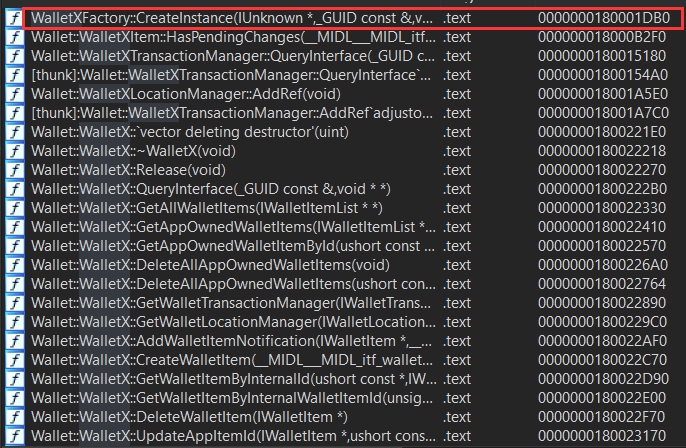 WalletXFactory::CreateInstance(IUnknown *,_GUID const &,v... .text 0000000180001DB0
Wallet::WalletXItem::HasPendingChanges(__MIDL___MIDL_itf... .text 000000018000B2F0
Wallet::WalletXTransactionManager::QueryInterface(_GUID c... .text 0000000180015180
[thunk]:Wallet::WalletXTransactionManager::QueryInterface`... .text 00000001800154A0
Wallet::WalletXLocationManager::AddRef(void) .text 000000018001A5E0
[thunk]:Wallet::WalletXTransactionManager::AddRef`adjusto... .text 000000018001A7C0
Wallet::WalletX::`vector deleting destructor'(uint) .text 00000001800221E0
Wallet::WalletX::~WalletX(void) .text 0000000180022218
Wallet::WalletX::Release(void) .text 0000000180022270
Wallet::WalletX::QueryInterface(_GUID const &,void * *) .text 00000001800222B0
Wallet::WalletX::GetAllWalletItems(IWalletItemList * *) .text 0000000180022330
Wallet::WalletX::GetAppOwnedWalletItems(IWalletItemList *... .text 0000000180022410
Wallet::WalletX::GetAppOwnedWalletItemById(ushort const ... .text 0000000180022570
Wallet::WalletX::DeleteAllAppOwnedWalletItems(void) .text 00000001800226A0
Wallet::WalletX::DeleteAllAppOwnedWalletItems(ushort con... .text 0000000180022764
Wallet::WalletX::GetWalletTransactionManager(IWalletTrans... .text 0000000180022890
Wallet::WalletX::GetWalletLocationManager(IWalletLocation... .text 00000001800229C0
Wallet::WalletX::AddWalletItemNotification(IWalletItem *,__... .text 0000000180022AF0
Wallet::WalletX::CreateWalletItem(__MIDL___MIDL_itf_wallet... .text 0000000180022C70
Wallet::WalletX::GetWalletItemByInternalId(ushort const *,IW... .text 0000000180022D90
Wallet::WalletX::GetWalletItemByInternalWalletItemId(unsig... .text 0000000180022E00
Wallet::WalletX::DeleteWalletItem(IWalletItem *) .text 0000000180022F70
Wallet::WalletX::UpdateAppItemId(IWalletItem *,ushort cons... .text 0000000180023170